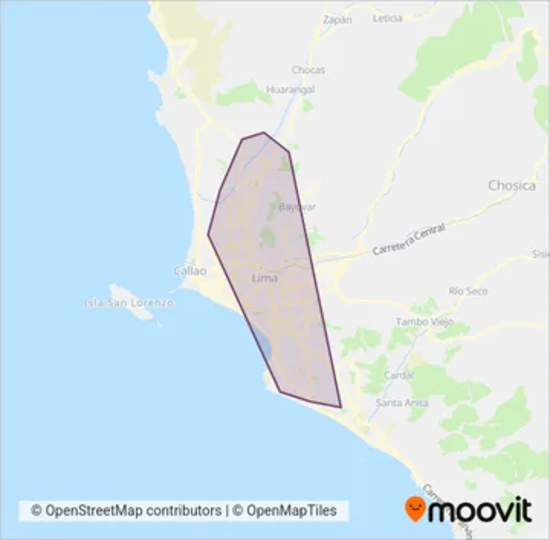 Zapán
Leticia
Chocas
Huarangal
Chosica
Bayovar
Carretera Central
Callao
Lima
Isla San Lorenzo
Río Seco
Tambo Viejo
Cardal
Santa Anita
© OpenStreetMap contributors | © OpenMapTiles
moovit